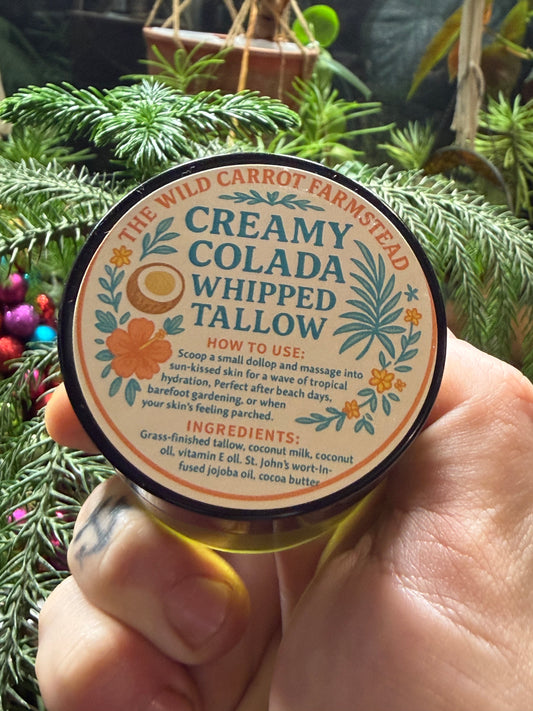 THE WILD CARROT FARMSTEAD
CREAMY
COLADA
WHIPPED
TALLOW
HOW TO USE:
Scoop a small dollop and massage into
sun-kissed skin for a wave of tropical
hydration, Perfect after beach days,
barefoot gardening, or when
your skin's feeling parched.
INGREDIENTS:
Grass-finished tallow, coconut milk, coconut
oll, vitamin E oll. St. John's wort-In-
fused jojoba oil, cocoa butter